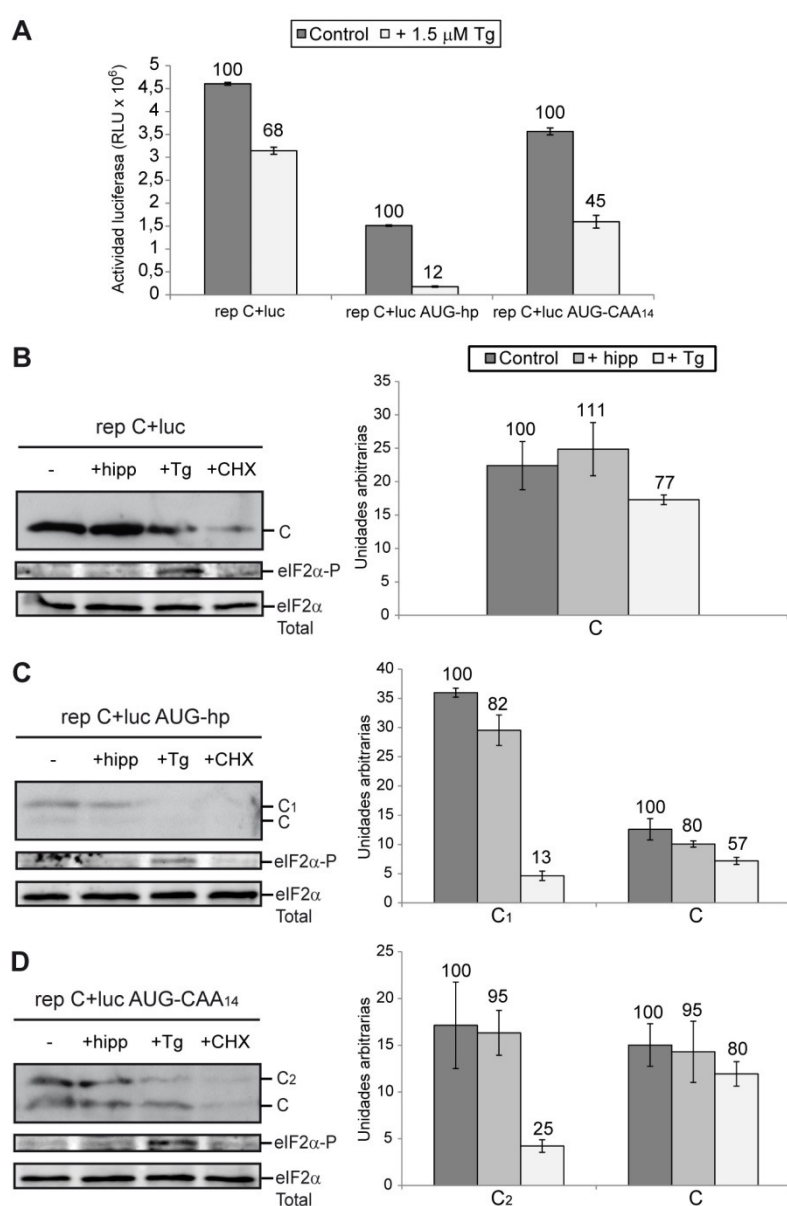 A
Control + 1.5 µM Tg
Actividad luciferasa (RLU x 10⁶)
5
4,5
4
3,5
3
2,5
2
1,5
1
0,5
0
100
68
100
12
100
45
rep C+luc
rep C+luc AUG-hp
rep C+luc AUG-CAA₁₄
B
rep C+luc
- +hipp +Tg +CHX
C
eIF2α-P
eIF2α
Total
Control + hipp + Tg
Unidades arbitrarias
35
30
25
20
15
10
5
0
100
111
77
C
C
rep C+luc AUG-hp
- +hipp +Tg +CHX
C₁
C
eIF2α-P
eIF2α
Total
Unidades arbitrarias
40
35
30
25
20
15
10
5
0
100
82
13
100
80
57
C₁
C
D
rep C+luc AUG-CAA₁₄
- +hipp +Tg +CHX
C₂
C
eIF2α-P
eIF2α
Total
Unidades arbitrarias
25
20
15
10
5
0
100
95
25
100
95
80
C₂
C